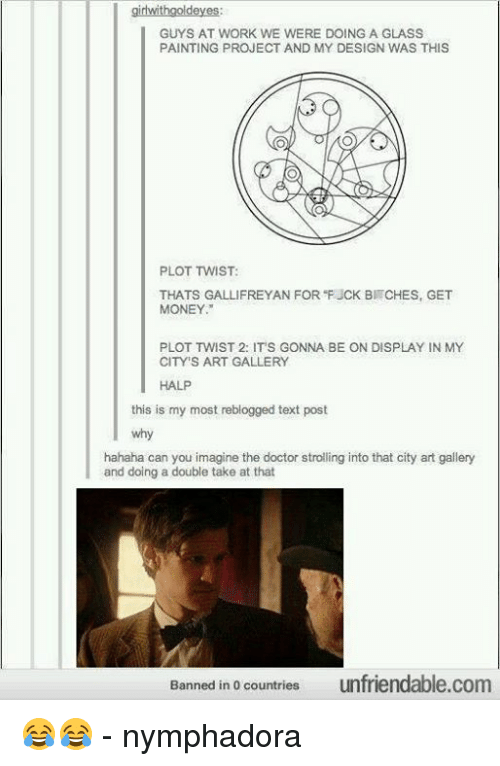 girlwithgoldeyes:
GUYS AT WORK WE WERE DOING A GLASS
PAINTING PROJECT AND MY DESIGN WAS THIS
PLOT TWIST:
THATS GALLIFREYAN FOR "F CK B CHES, GET
MONEY."
PLOT TWIST 2: IT'S GONNA BE ON DISPLAY IN MY
CITY'S ART GALLERY
HALP
this is my most reblogged text post
why
hahaha can you imagine the doctor strolling into that city art gallery
and doing a double take at that
Banned in 0 countries unfriendable.com
😂😂 - nymphadora